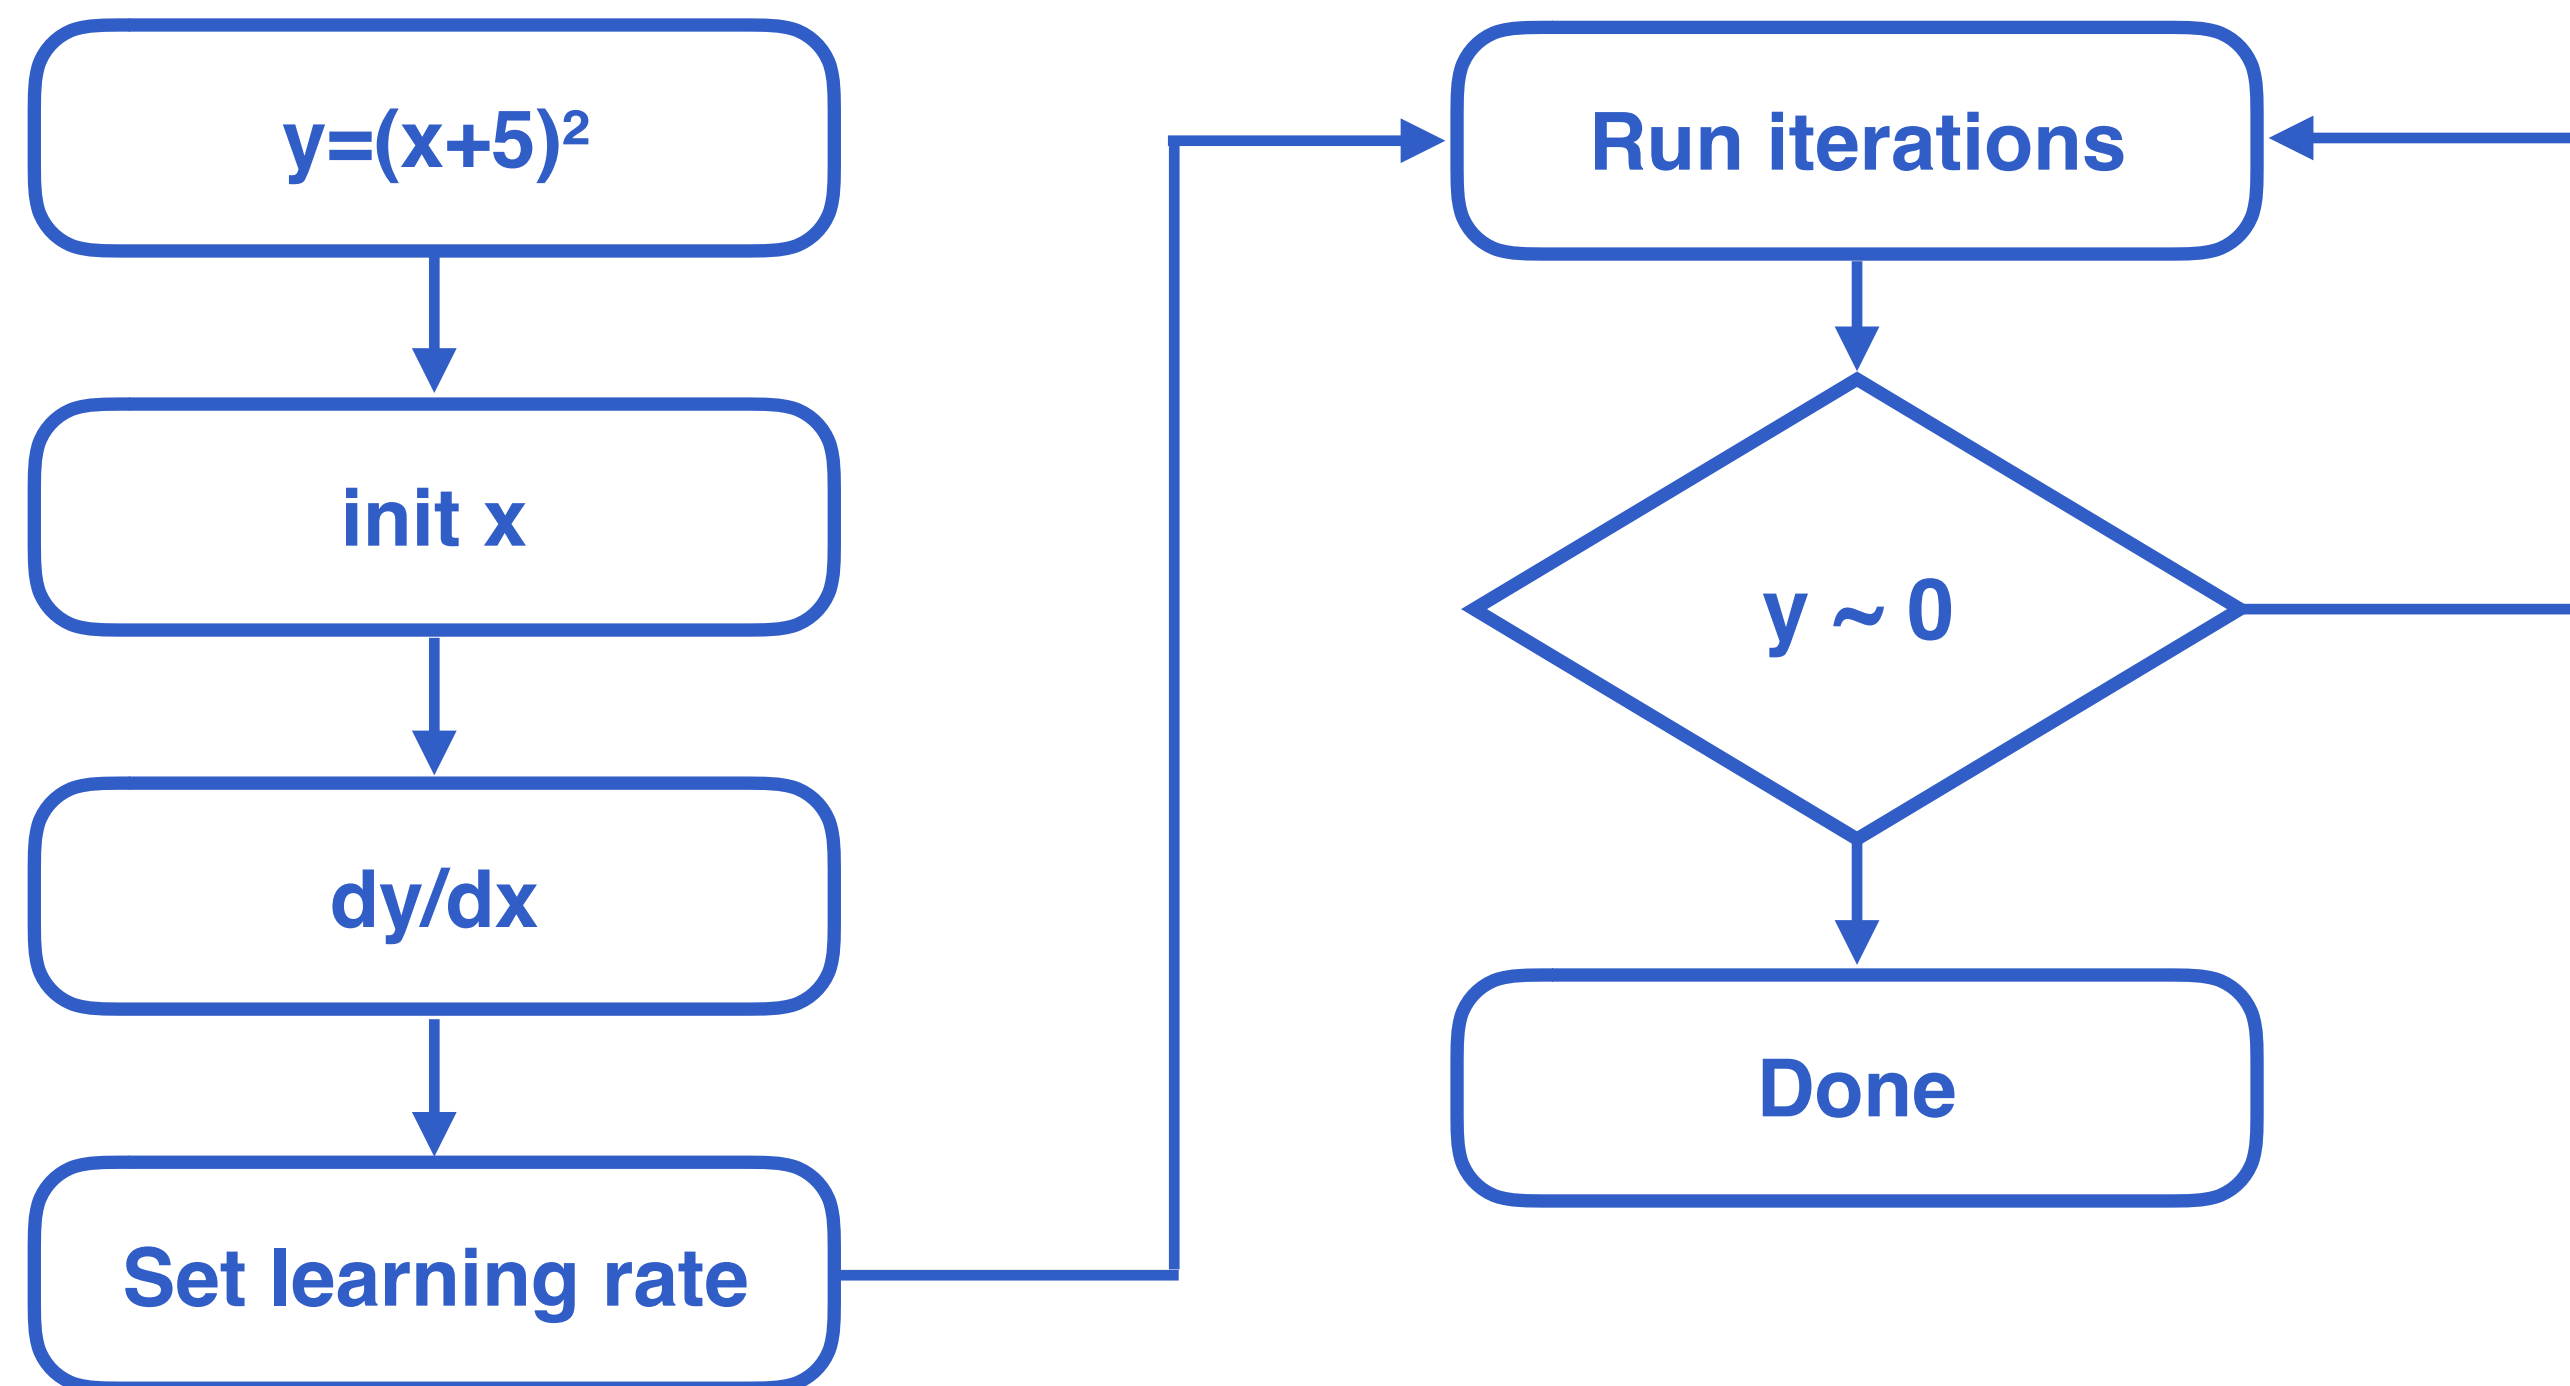 y=(x+5)²
init x
dy/dx
Set learning rate
Run iterations
y ~ 0
Done